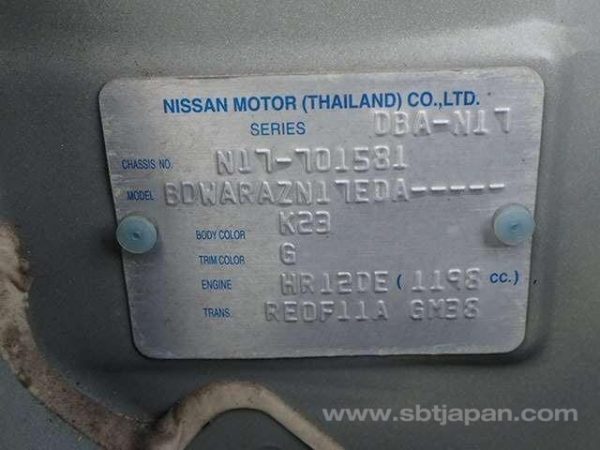 NISSAN MOTOR (THAILAND) CO.,LTD.
SERIES DBA-N17
CHASSIS NO. N17-701581
MODEL BDWARAZN17EDA-----
BODY COLOR K23
TRIM COLOR G
ENGINE HR12DE ( 1198 CC. )
TRANS. RE0F11A GM38
www.sbtjapan.com